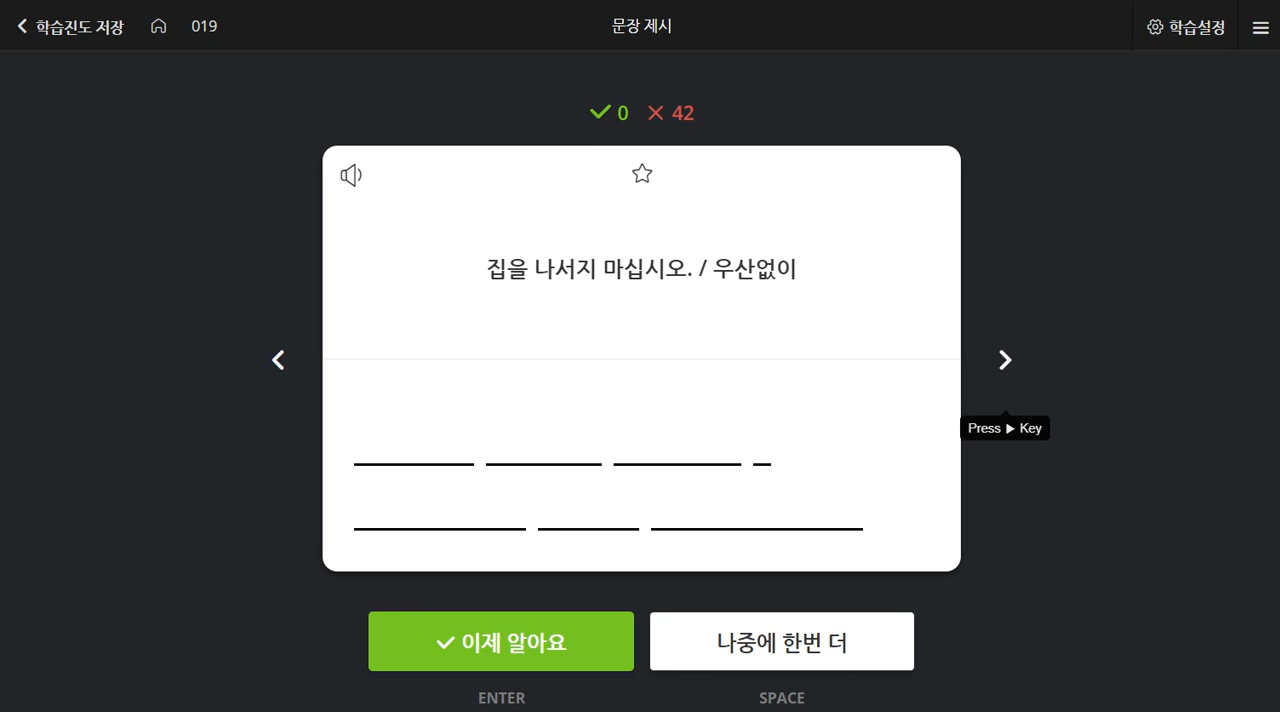 학습진도 저장
019
문장 제시
학습설정
0
42
집을 나서지 마십시오. / 우산없이
Press ▶ Key
이제 알아요
나중에 한번 더
ENTER
SPACE